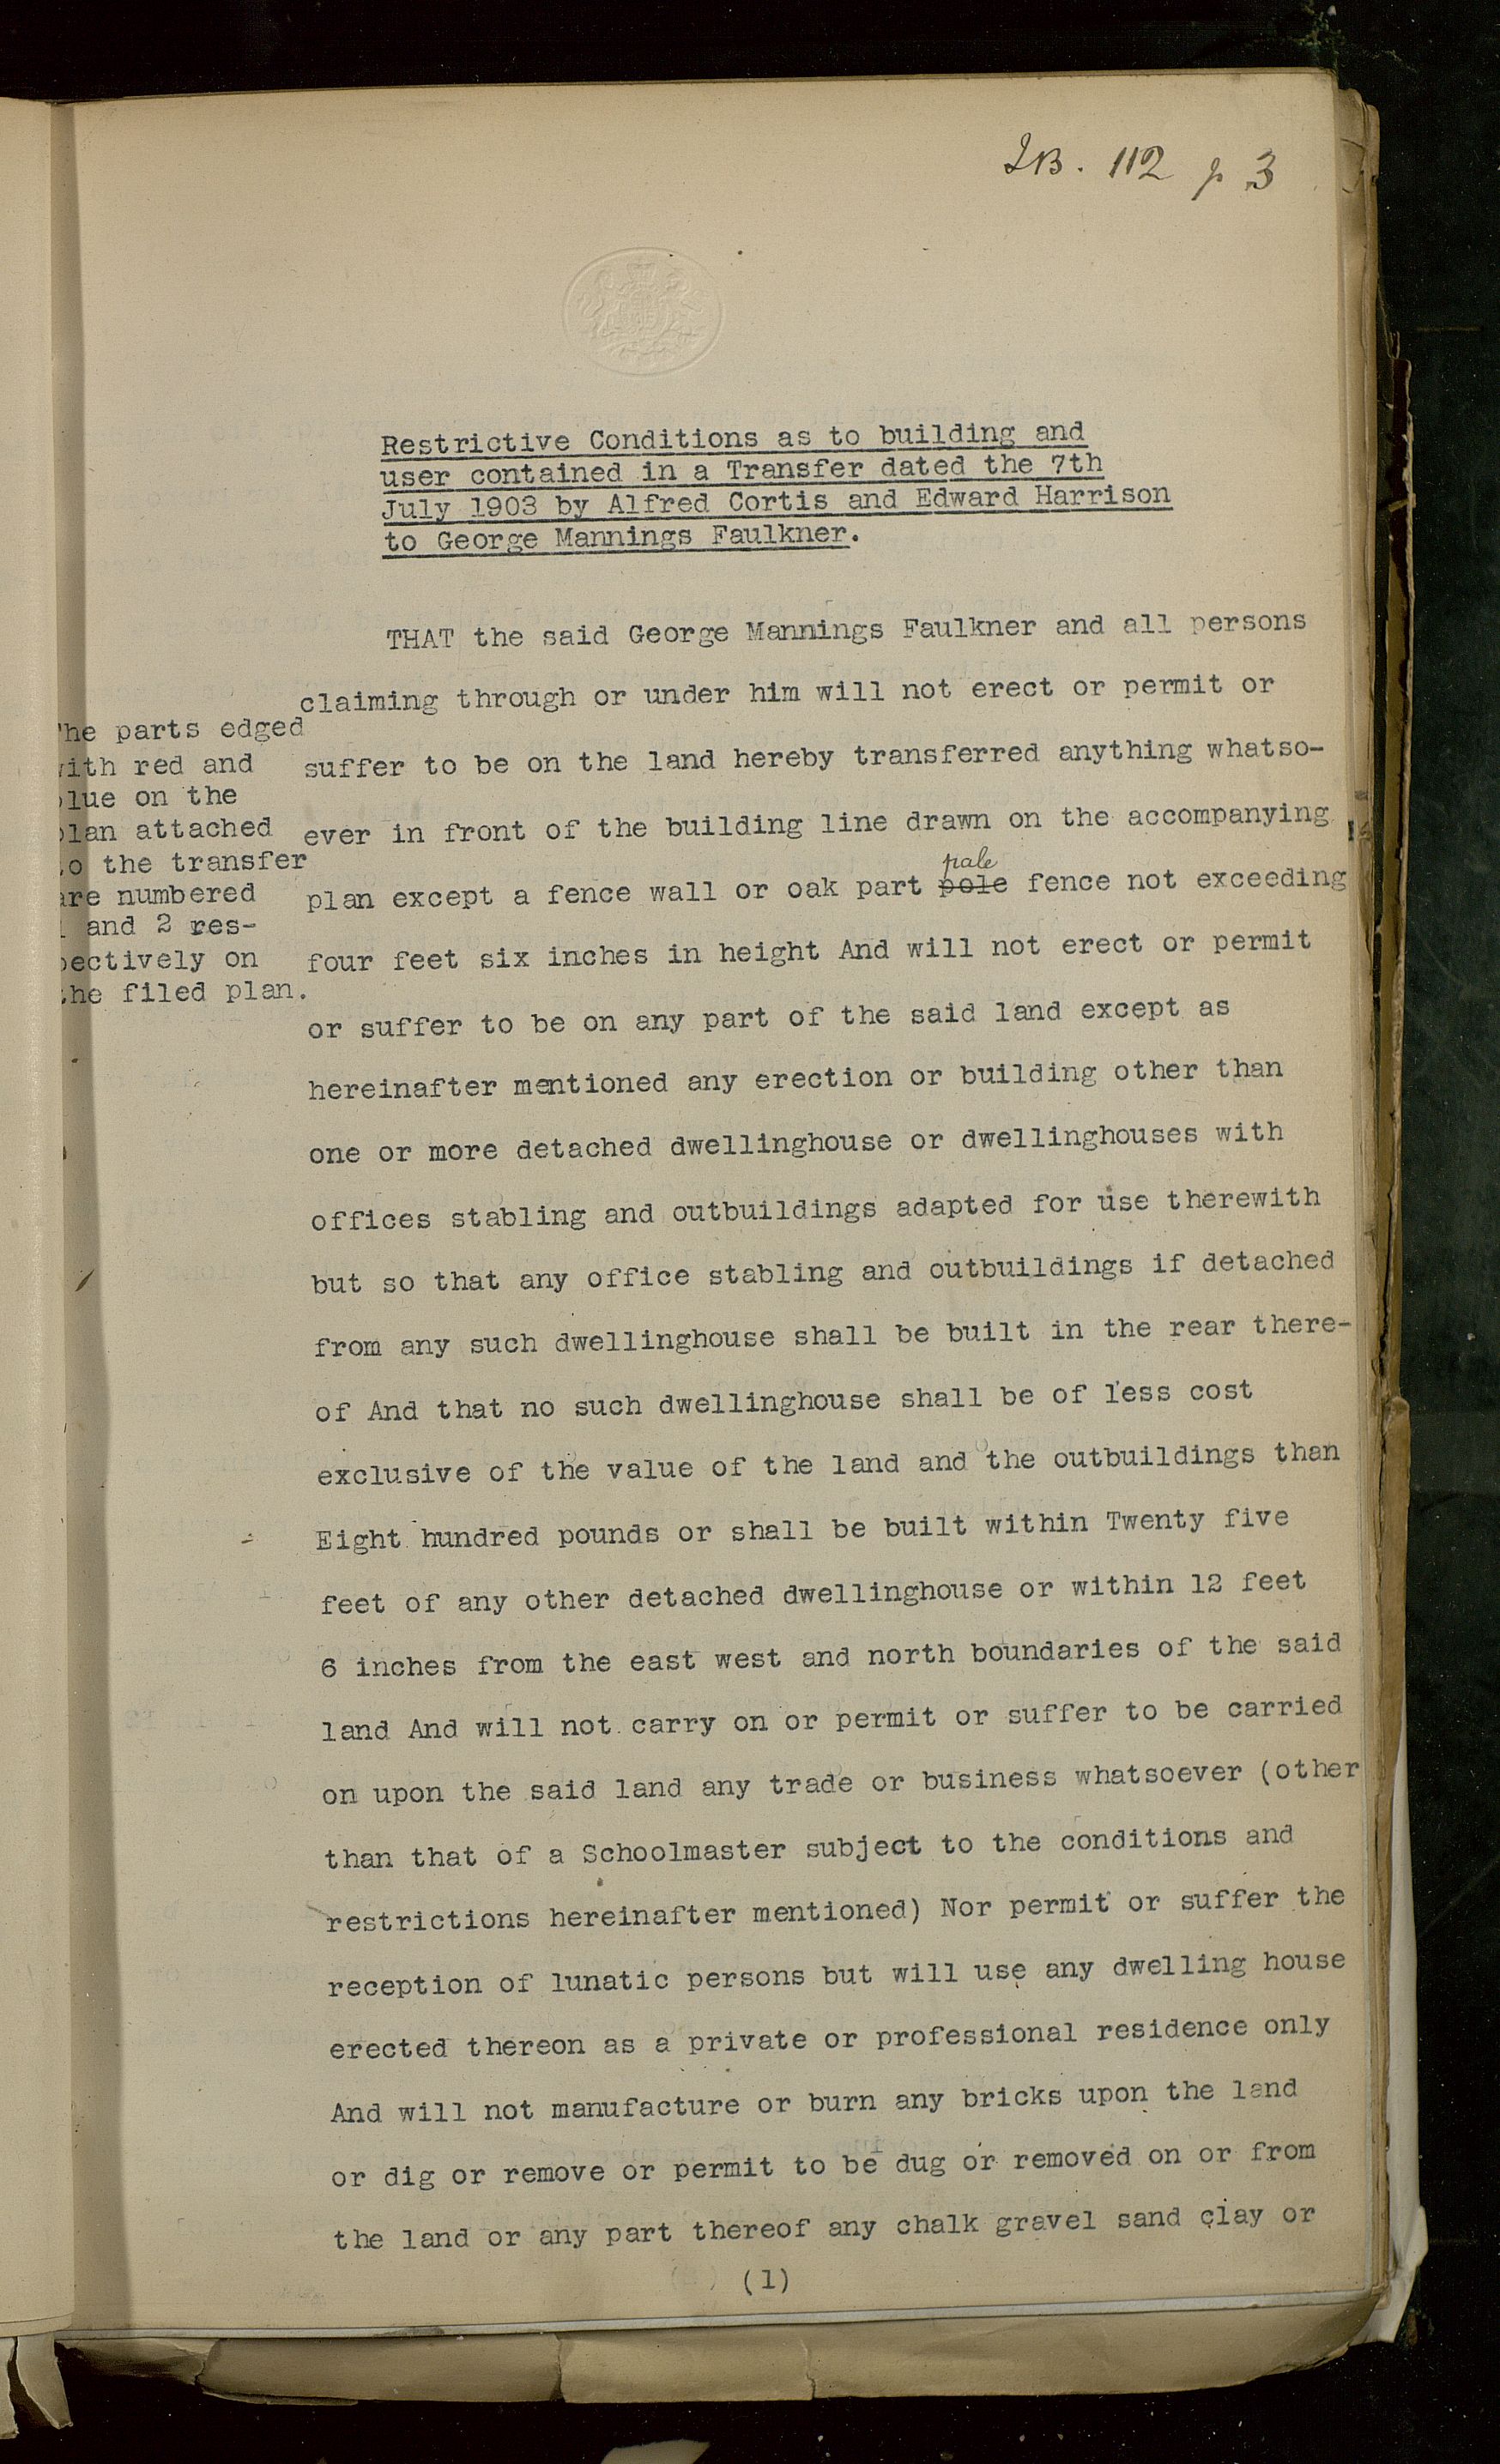 IB. 112 p 3
Restrictive Conditions as to building and
user contained in a Transfer dated the 7th
July 1903 by Alfred Cortis and Edward Harrison
to George Mannings Faulkner.
THAT the said George Mannings Faulkner and all persons
claiming through or under him will not erect or permit or
suffer to be on the land hereby transferred anything whatso-
ever in front of the building line drawn on the accompanying
pale
plan except a fence wall or oak part pole fence not exceeding
four feet six inches in height And will not erect or permit
or suffer to be on any part of the said land except as
hereinafter mentioned any erection or building other than
one or more detached dwellinghouse or dwellinghouses with
offices stabling and outbuildings adapted for use therewith
but so that any office stabling and outbuildings if detached
from any such dwellinghouse shall be built in the rear there-
of And that no such dwellinghouse shall be of less cost
exclusive of the value of the land and the outbuildings than
Eight hundred pounds or shall be built within Twenty five
feet of any other detached dwellinghouse or within 12 feet
6 inches from the east west and north boundaries of the said
land And will not carry on or permit or suffer to be carried
on upon the said land any trade or business whatsoever (other
than that of a Schoolmaster subject to the conditions and
restrictions hereinafter mentioned) Nor permit or suffer the
reception of lunatic persons but will use any dwelling house
erected thereon as a private or professional residence only
And will not manufacture or burn any bricks upon the land
or dig or remove or permit to be dug or removed on or from
the land or any part thereof any chalk gravel sand clay or
(1)
he parts edged
ith red and
lue on the
lan attached
o the transfer
re numbered
and 2 res-
ectively on
he filed plan.